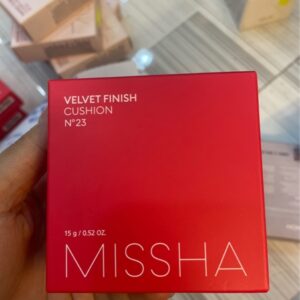 VELVET FINISH
CUSHION
N°23
15 g / 0.52 OZ.
MISSHA